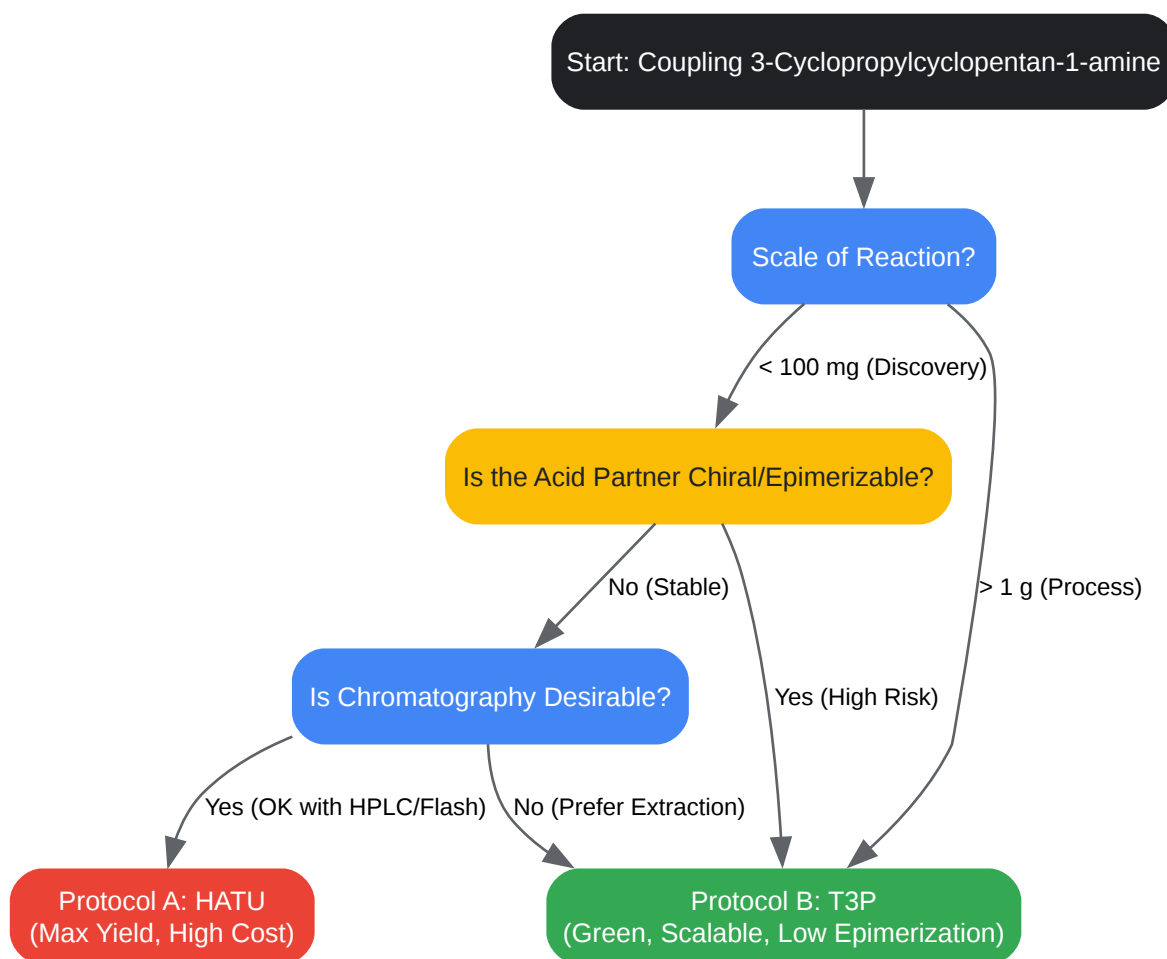 Start: Coupling 3-Cyclopropylcyclopentan-1-amine
Scale of Reaction?
< 100 mg (Discovery)
Is the Acid Partner Chiral/Epimerizable?
No (Stable)
> 1 g (Process)
Is Chromatography Desirable?
Yes (High Risk)
Yes (OK with HPLC/Flash)
No (Prefer Extraction)
Protocol A: HATU
(Max Yield, High Cost)
Protocol B: T3P
(Green, Scalable, Low Epimerization)